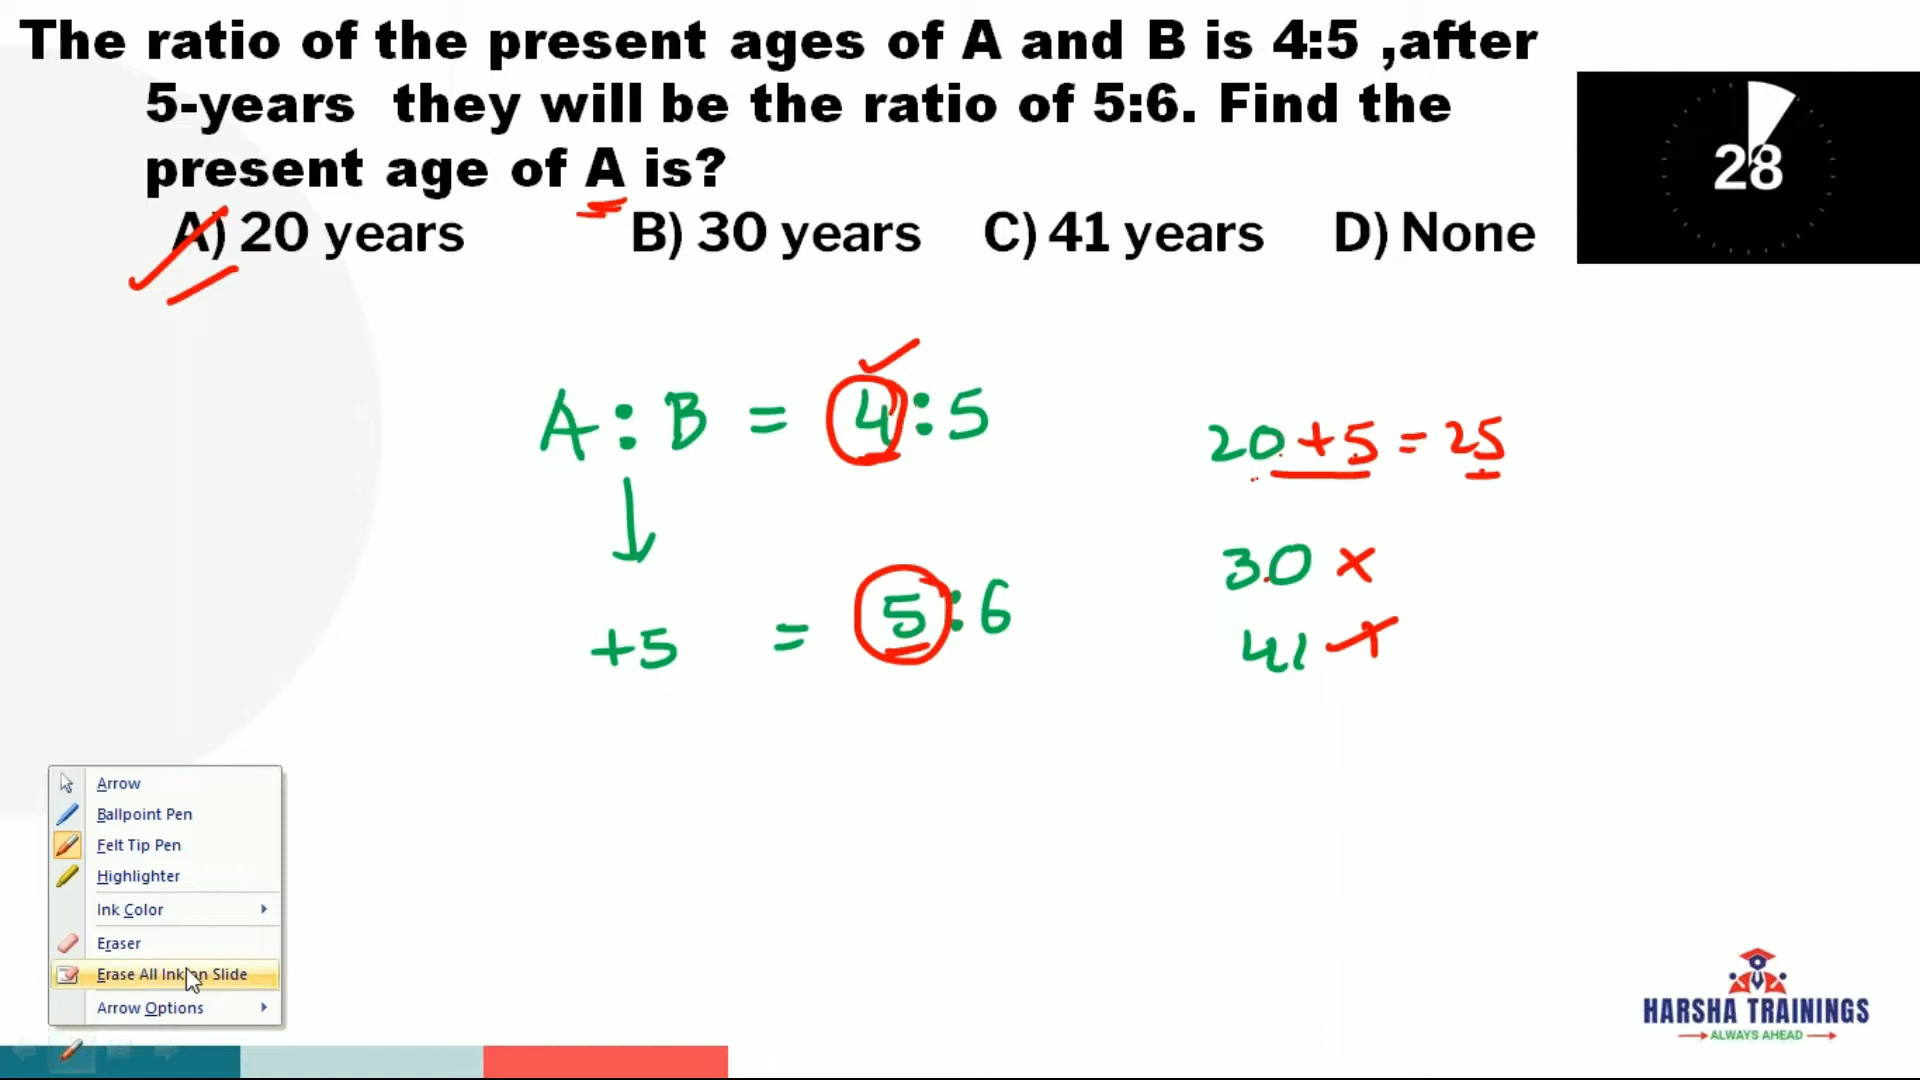 The ratio of the present ages of A and B is 4:5 ,after
5-years they will be the ratio of 5:6. Find the
present age of A is?
A) 20 years B) 30 years C) 41 years D) None
28
A : B = 4 : 5
20 + 5 = 25
30 x
+5 = 5 : 6
41 x
Arrow
Ballpoint Pen
Felt Tip Pen
Highlighter
Ink Color
Eraser
Erase All Ink on Slide
Arrow Options
HARSHA TRAININGS
ALWAYS AHEAD